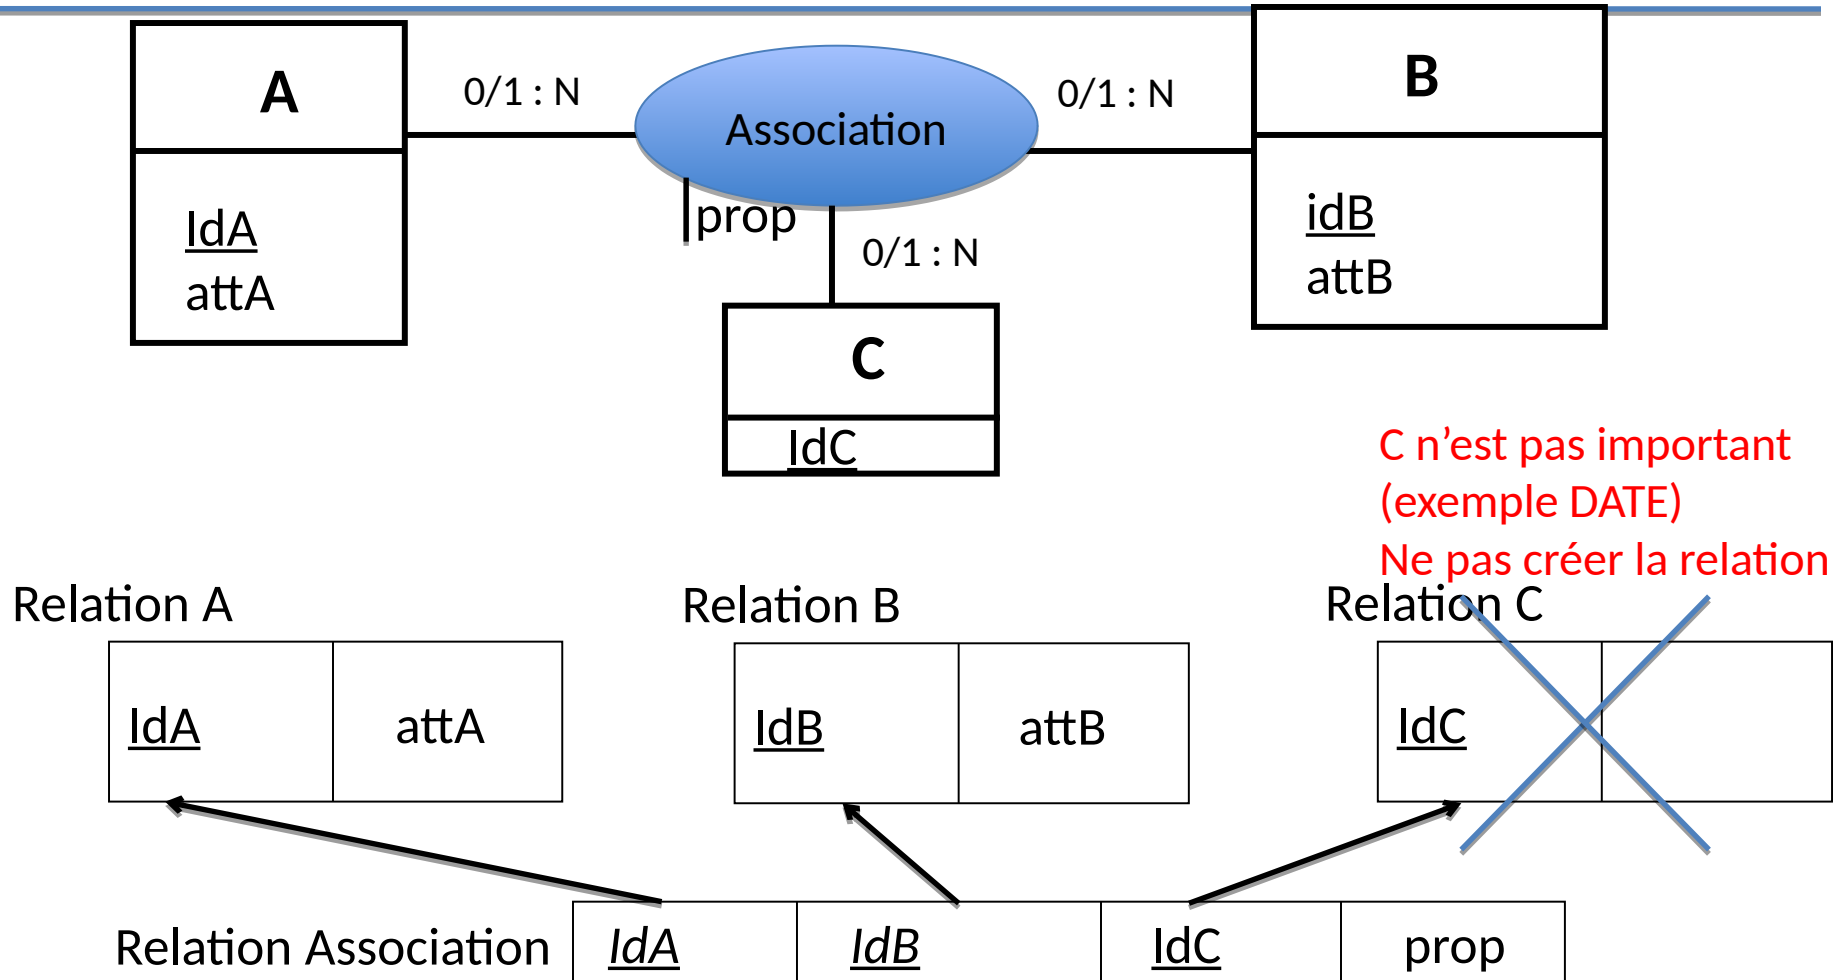 A
0/1 : N
Association
0/1 : N
B
IdA
attA
prop
0/1 : N
idB
attB
C
IdC
C n’est pas important
(exemple DATE)
Ne pas créer la relation
Relation A
Relation B
Relation C
IdA
attA
IdB
attB
IdC
Relation Association
IdA
IdB
IdC
prop